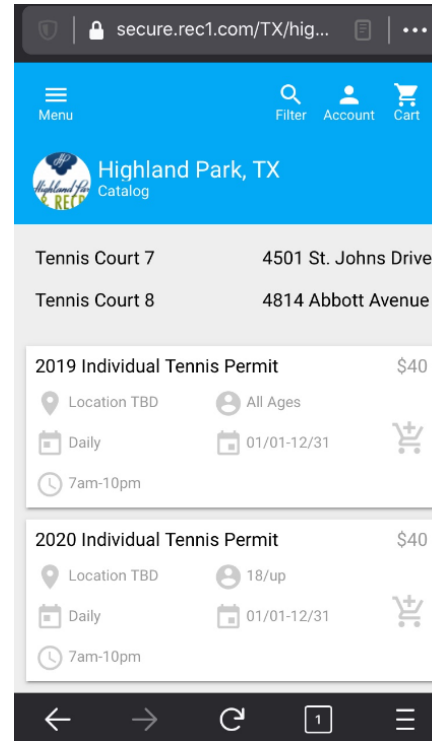 secure.rec1.com/TX/hig...
Menu
Filter Account Cart
Highland Park, TX
Catalog
Tennis Court 7 4501 St. Johns Drive
Tennis Court 8 4814 Abbott Avenue
2019 Individual Tennis Permit $40
Location TBD All Ages
Daily 01/01-12/31
7am-10pm
2020 Individual Tennis Permit $40
Location TBD 18/up
Daily 01/01-12/31
7am-10pm
1